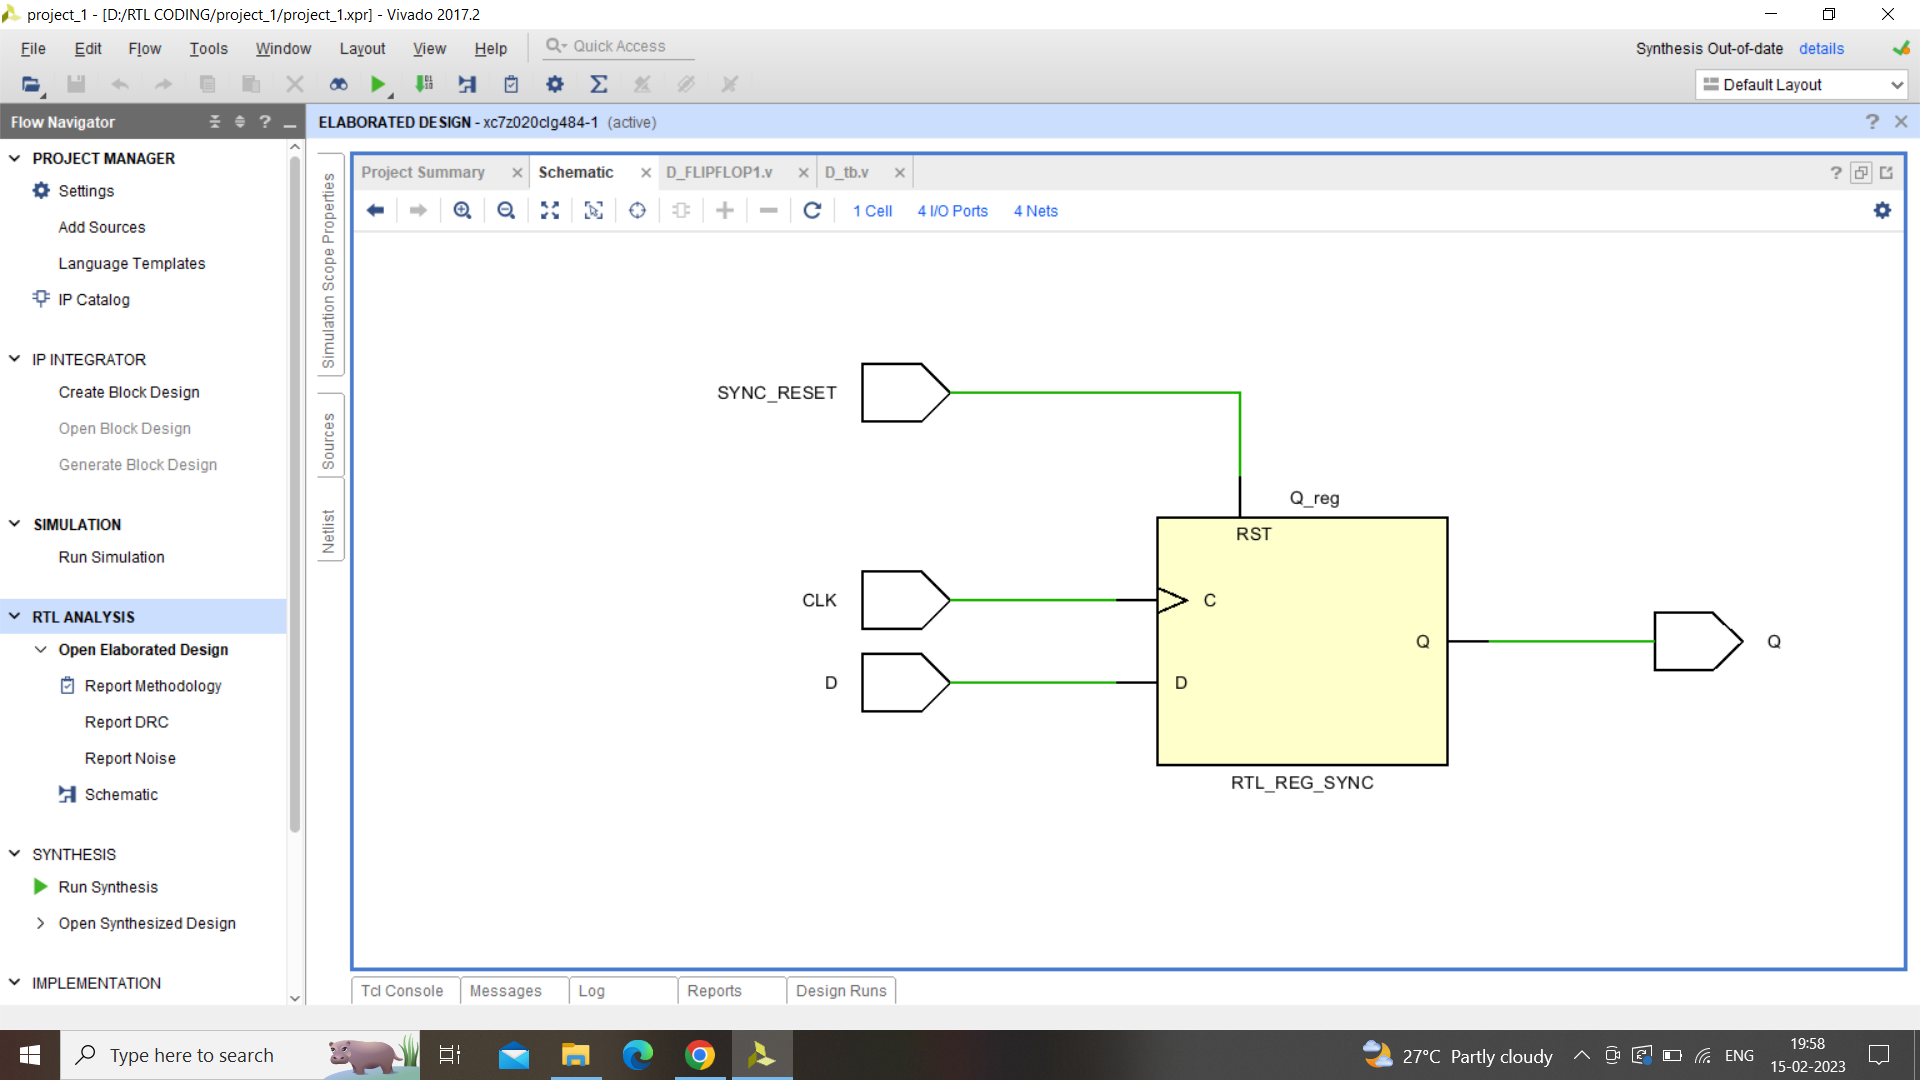 project_1 - [D:/RTL CODING/project_1/project_1.xpr] - Vivado 2017.2
File Edit Flow Tools Window Layout View Help Quick Access
Synthesis Out-of-date details
Default Layout
Flow Navigator
ELABORATED DESIGN - xc7z020clg484-1 (active)
PROJECT MANAGER
Settings
Add Sources
Language Templates
IP Catalog
IP INTEGRATOR
Create Block Design
Open Block Design
Generate Block Design
SIMULATION
Run Simulation
RTL ANALYSIS
Open Elaborated Design
Report Methodology
Report DRC
Report Noise
Schematic
SYNTHESIS
Run Synthesis
Open Synthesized Design
IMPLEMENTATION
Simulation Scope Properties
Sources
Netlist
Project Summary Schematic D_FLIPFLOP1.v D_tb.v
1 Cell 4 I/O Ports 4 Nets
SYNC_RESET
Q_reg
RST
CLK
C
Q
Q
D
D
RTL_REG_SYNC
Tcl Console Messages Log Reports Design Runs
Type here to search
27°C Partly cloudy
ENG
19:58
15-02-2023